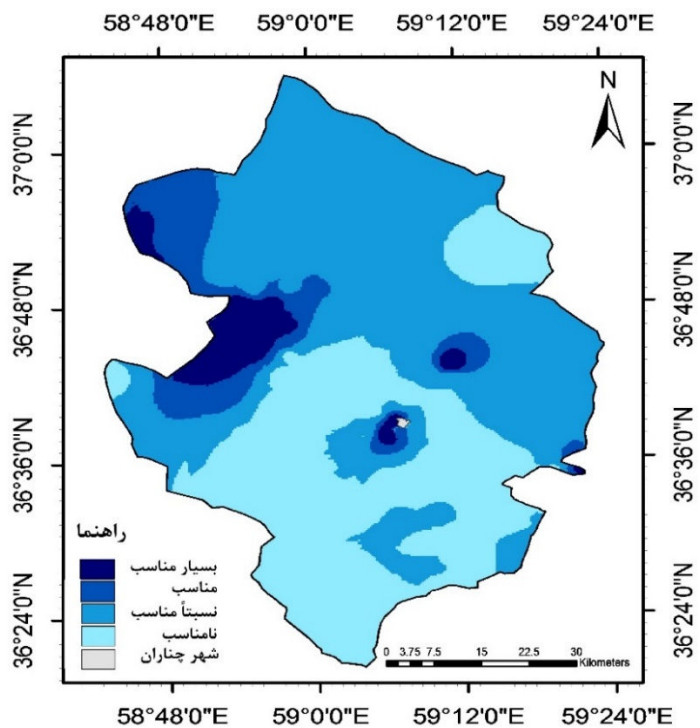 58°48'0"E 59°0'0"E 59°12'0"E 59°24'0"E
N
37°0'0"N 37°0'0"N
36°48'0"N 36°48'0"N
36°36'0"N 36°36'0"N
36°24'0"N 36°24'0"N
راهنما
بسیار مناسب
مناسب
نسبتاً مناسب
نامناسب
شهر چناران
0 3.75 7.5 15 22.5 30
Kilometers
58°48'0"E 59°0'0"E 59°12'0"E 59°24'0"E